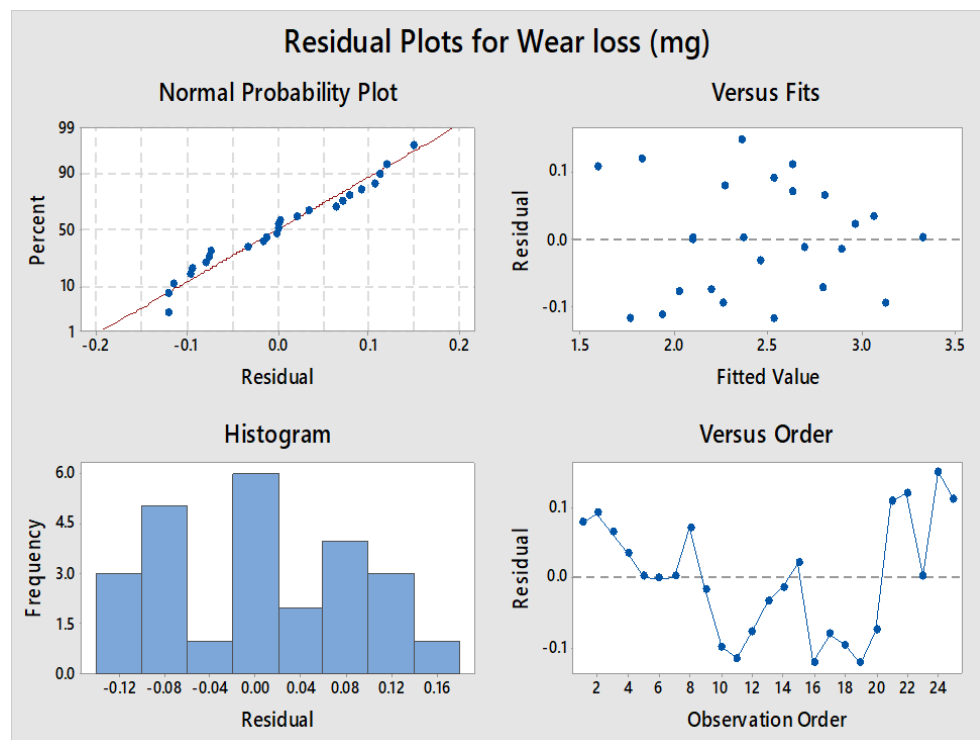 Residual Plots for Wear loss (mg)
Normal Probability Plot
99
90
50
10
1
Percent
-0.2 -0.1 0.0 0.1 0.2
Residual
Versus Fits
0.1
0.0
-0.1
Residual
1.5 2.0 2.5 3.0 3.5
Fitted Value
Histogram
6.0
4.5
3.0
1.5
0.0
Frequency
-0.12 -0.08 -0.04 0.00 0.04 0.08 0.12 0.16
Residual
Versus Order
0.1
0.0
-0.1
Residual
2 4 6 8 10 12 14 16 18 20 22 24
Observation Order